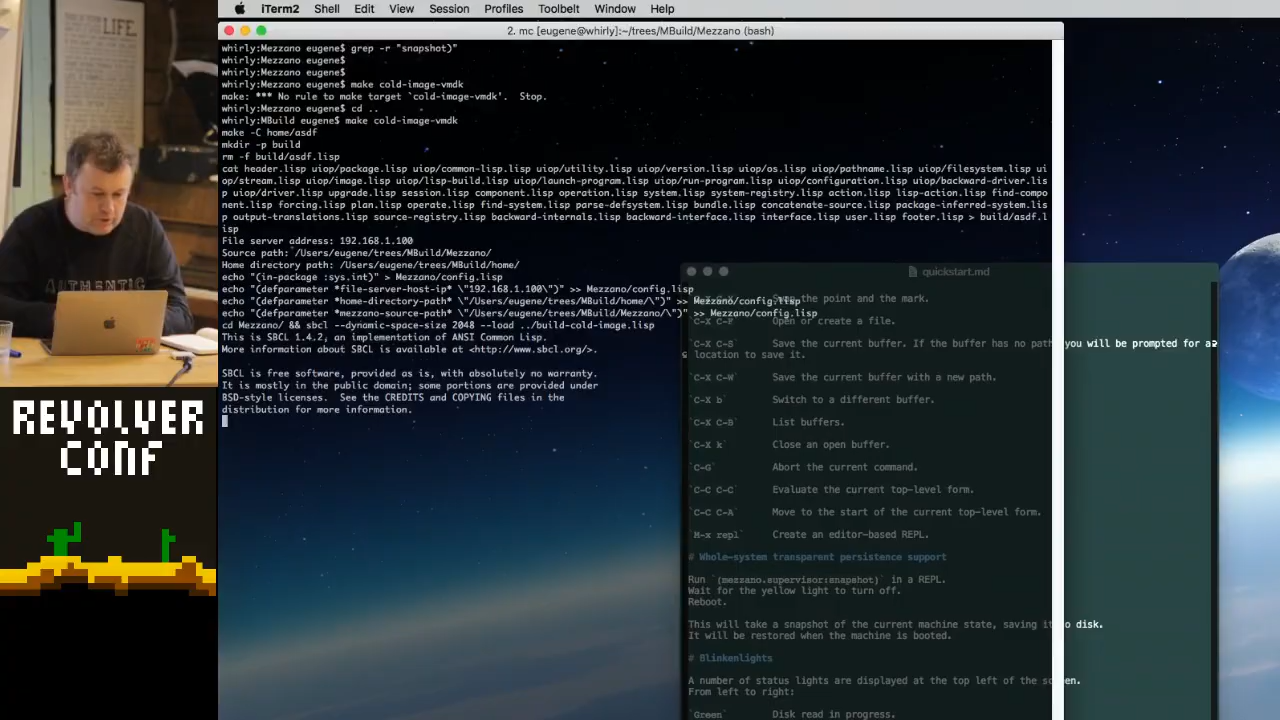 iTerm2 Shell Edit View Session Profiles Toolbelt Window Help
2. mc [eugene@whirly]:~/trees/MBuild/Mezzano (bash)
whirly:Mezzano eugene$ grep -r "snapshot)"
whirly:Mezzano eugene$
whirly:Mezzano eugene$
whirly:Mezzano eugene$ make cold-image-vmdk
make: *** No rule to make target `cold-image-vmdk'.  Stop.
whirly:Mezzano eugene$ cd ..
whirly:MBuild eugene$ make cold-image-vmdk
make -C home/asdf
mkdir -p build
rm -f build/asdf.lisp
cat header.lisp uiop/package.lisp uiop/common-lisp.lisp uiop/utility.lisp uiop/version.lisp uiop/os.lisp uiop/pathname.lisp uiop/filesystem.lisp ui
op/stream.lisp uiop/image.lisp uiop/lisp-build.lisp uiop/launch-program.lisp uiop/run-program.lisp uiop/configuration.lisp uiop/backward-driver.lis
p uiop/driver.lisp upgrade.lisp session.lisp component.lisp operation.lisp system.lisp system-registry.lisp action.lisp lisp-action.lisp find-compo
nent.lisp forcing.lisp plan.lisp operate.lisp find-system.lisp parse-defsystem.lisp bundle.lisp concatenate-source.lisp package-inferred-system.lis
p output-translations.lisp source-registry.lisp backward-internals.lisp backward-interface.lisp interface.lisp user.lisp footer.lisp > build/asdf.l
isp
File server address: 192.168.1.100
Source path: /Users/eugene/trees/MBuild/Mezzano/
Home directory path: /Users/eugene/trees/MBuild/home/
echo "(in-package :sys.int)" > Mezzano/config.lisp
echo "(defparameter *file-server-host-ip* \"192.168.1.100\")" >> Mezzano/config.lisp
echo "(defparameter *home-directory-path* \"/Users/eugene/trees/MBuild/home/\")" >> Mezzano/config.lisp
echo "(defparameter *mezzano-source-path* \"/Users/eugene/trees/MBuild/Mezzano/\")" >> Mezzano/config.lisp
cd Mezzano/ && sbcl --dynamic-space-size 2048 --load ../build-cold-image.lisp
This is SBCL 1.4.2, an implementation of ANSI Common Lisp.
More information about SBCL is available at <http://www.sbcl.org/>.
SBCL is free software, provided as is, with absolutely no warranty.
It is mostly in the public domain; some portions are provided under
BSD-style licenses.  See the CREDITS and COPYING files in the
distribution for more information.
quickstart.md
Swap the point and the mark.
`C-X C-F` Open or create a file.
`C-X C-S` Save the current buffer. If the buffer has no path you will be prompted for a
location to save it.
`C-X C-W` Save the current buffer with a new path.
`C-X b` Switch to a different buffer.
`C-X C-B` List buffers.
`C-X k` Close an open buffer.
`C-G` Abort the current command.
`C-C C-C` Evaluate the current top-level form.
`C-C C-A` Move to the start of the current top-level form.
`M-x repl` Create an editor-based REPL.
# Whole-system transparent persistence support
Run `(mezzano.supervisor:snapshot)` in a REPL.
Wait for the yellow light to turn off.
Reboot.
This will take a snapshot of the current machine state, saving it to disk.
It will be restored when the machine is booted.
# Blinkenlights
A number of status lights are displayed at the top left of the screen.
From left to right:
`Green` Disk read in progress.
LIFE.
AUTHENTIC
REVOLVER
CONF